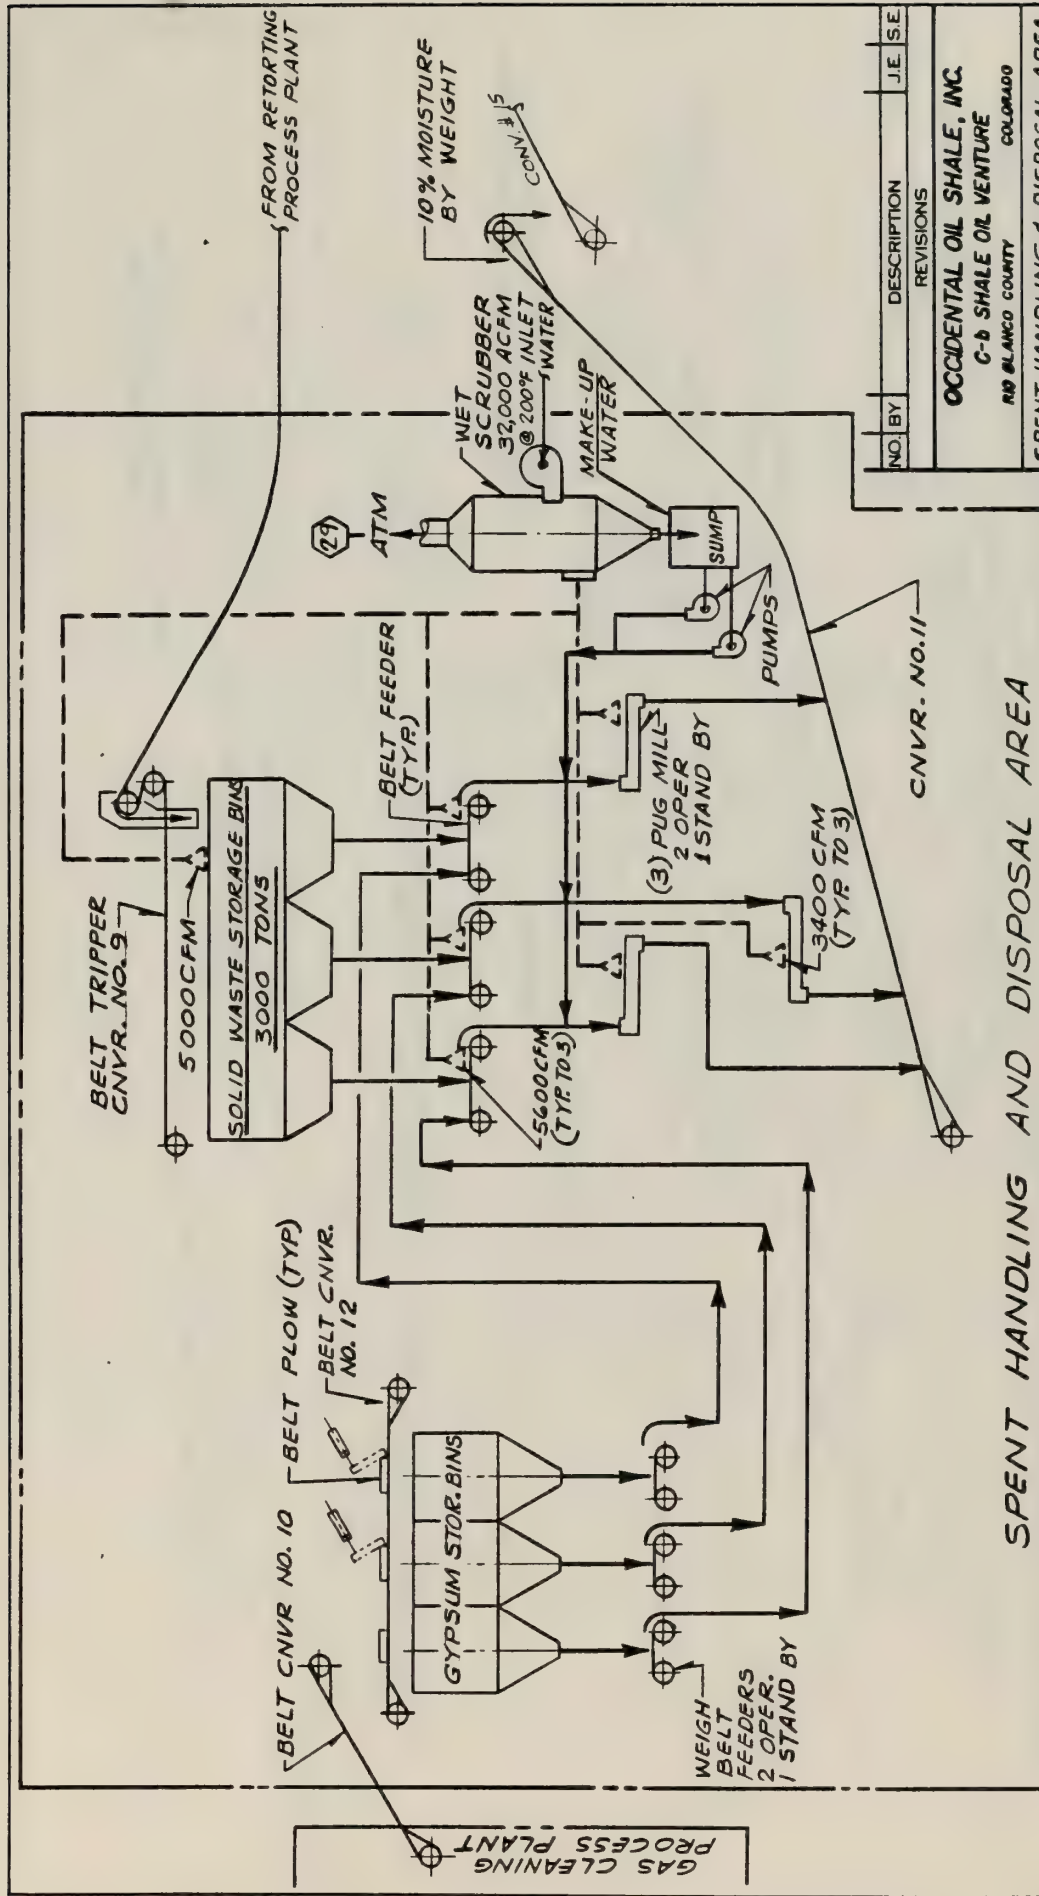 FROM RETORTING
PROCESS PLANT
BELT TRIPPER
CNVR. NO. 9
5000 CFM
SOLID WASTE STORAGE BINS
3000 TONS
29
ATM
WET
SCRUBBER
32,000 ACFM
@ 200°F INLET
WATER
10% MOISTURE
BY WEIGHT
CONV. # 15
MAKE-UP
WATER
SUMP
PUMPS
BELT FEEDER
(TYP.)
5600 CFM
(TYP. TO 3)
(3) PUG MILL
2 OPER
1 STAND BY
3400 CFM
(TYP. TO 3)
CNVR. NO. 11
BELT CNVR NO. 10
BELT PLOW (TYP)
BELT CNVR.
NO. 12
GYPSUM STOR. BINS
WEIGH
BELT
FEEDERS
2 OPER.
1 STAND BY
GAS CLEANING
PROCESS PLANT
SPENT HANDLING AND DISPOSAL AREA
NO. BY DESCRIPTION J.E. S.E.
REVISIONS
OCCIDENTAL OIL SHALE, INC.
C-b SHALE OIL VENTURE
RIO BLANCO COUNTY COLORADO
SPENT HANDLING & DISPOSAL AREA